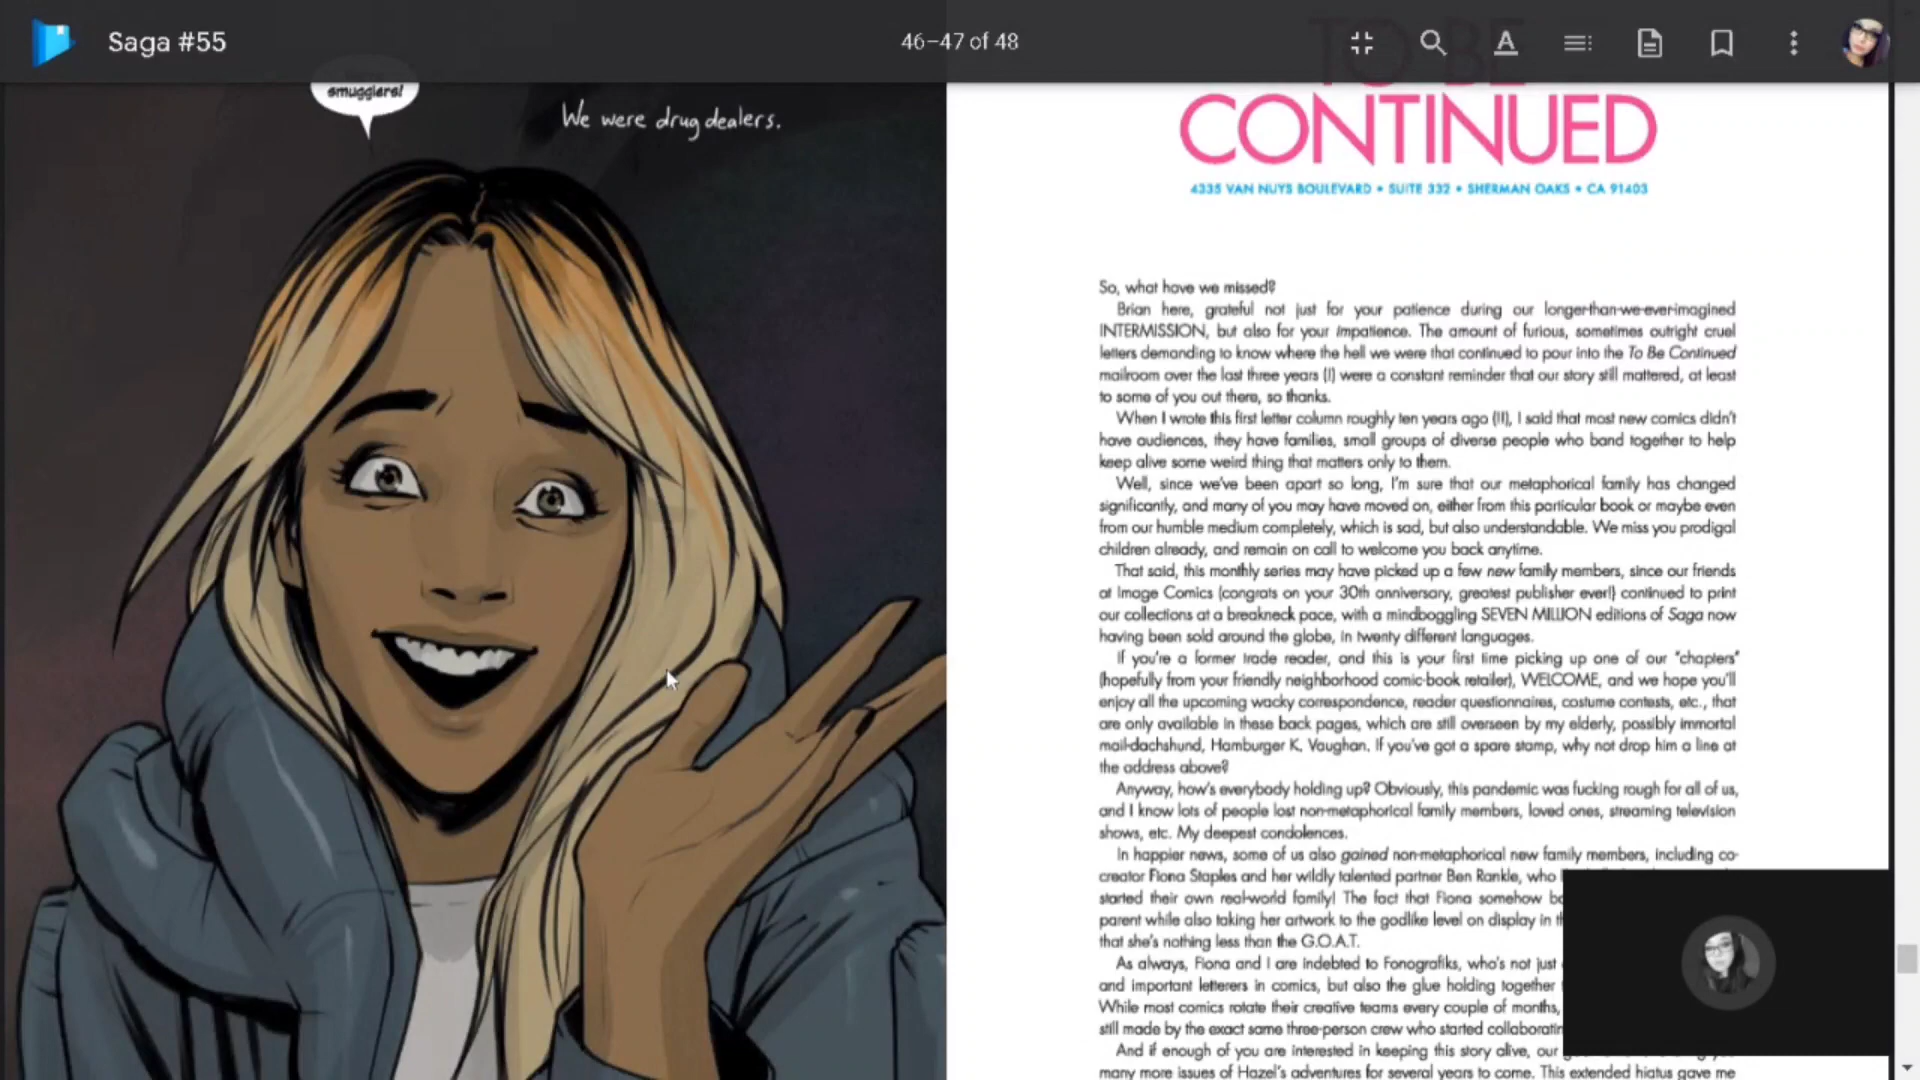 Saga #55
46–47 of 48
smugglers!
We were drug dealers.
TO BE
CONTINUED
4335 VAN NUYS BOULEVARD • SUITE 332 • SHERMAN OAKS • CA 91403
So, what have we missed?
Brian here, grateful not just for your patience during our longer-than-we-ever-imagined
INTERMISSION, but also for your impatience. The amount of furious, sometimes outright cruel
letters demanding to know where the hell we were that continued to pour into the To Be Continued
mailroom over the last three years (!) were a constant reminder that our story still mattered, at least
to some of you out there, so thanks.
When I wrote this first letter column roughly ten years ago (!!), I said that most new comics didn't
have audiences, they have families, small groups of diverse people who band together to help
keep alive some weird thing that matters only to them.
Well, since we've been apart so long, I'm sure that our metaphorical family has changed
significantly, and many of you may have moved on, either from this particular book or maybe even
from our humble medium completely, which is sad, but also understandable. We miss you prodigal
children already, and remain on call to welcome you back anytime.
That said, this monthly series may have picked up a few new family members, since our friends
at Image Comics (congrats on your 30th anniversary, greatest publisher ever!) continued to print
our collections at a breakneck pace, with a mindboggling SEVEN MILLION editions of Saga now
having been sold around the globe, in twenty different languages.
If you're a former trade reader, and this is your first time picking up one of our "chapters"
(hopefully from your friendly neighborhood comic-book retailer), WELCOME, and we hope you'll
enjoy all the upcoming wacky correspondence, reader questionnaires, costume contests, etc., that
are only available in these back pages, which are still overseen by my elderly, possibly immortal
mail-dachshund, Hamburger K. Vaughan. If you've got a spare stamp, why not drop him a line at
the address above?
Anyway, how's everybody holding up? Obviously, this pandemic was fucking rough for all of us,
and I know lots of people lost non-metaphorical family members, loved ones, streaming television
shows, etc. My deepest condolences.
In happier news, some of us also gained non-metaphorical new family members, including co-
creator Fiona Staples and her wildly talented partner Ben Rankle, who
started their own real-world family! The fact that Fiona somehow
parent while also taking her artwork to the godlike level on display in
that she's nothing less than the G.O.A.T.
As always, Fiona and I are indebted to Fonografiks, who's not just
and important letterers in comics, but also the glue holding together
While most comics rotate their creative teams every couple of months,
still made by the exact same three-person crew who started
And if enough of you are interested in keeping this story alive, our
many more issues of Hazel's adventures for several years to come. This extended hiatus gave me